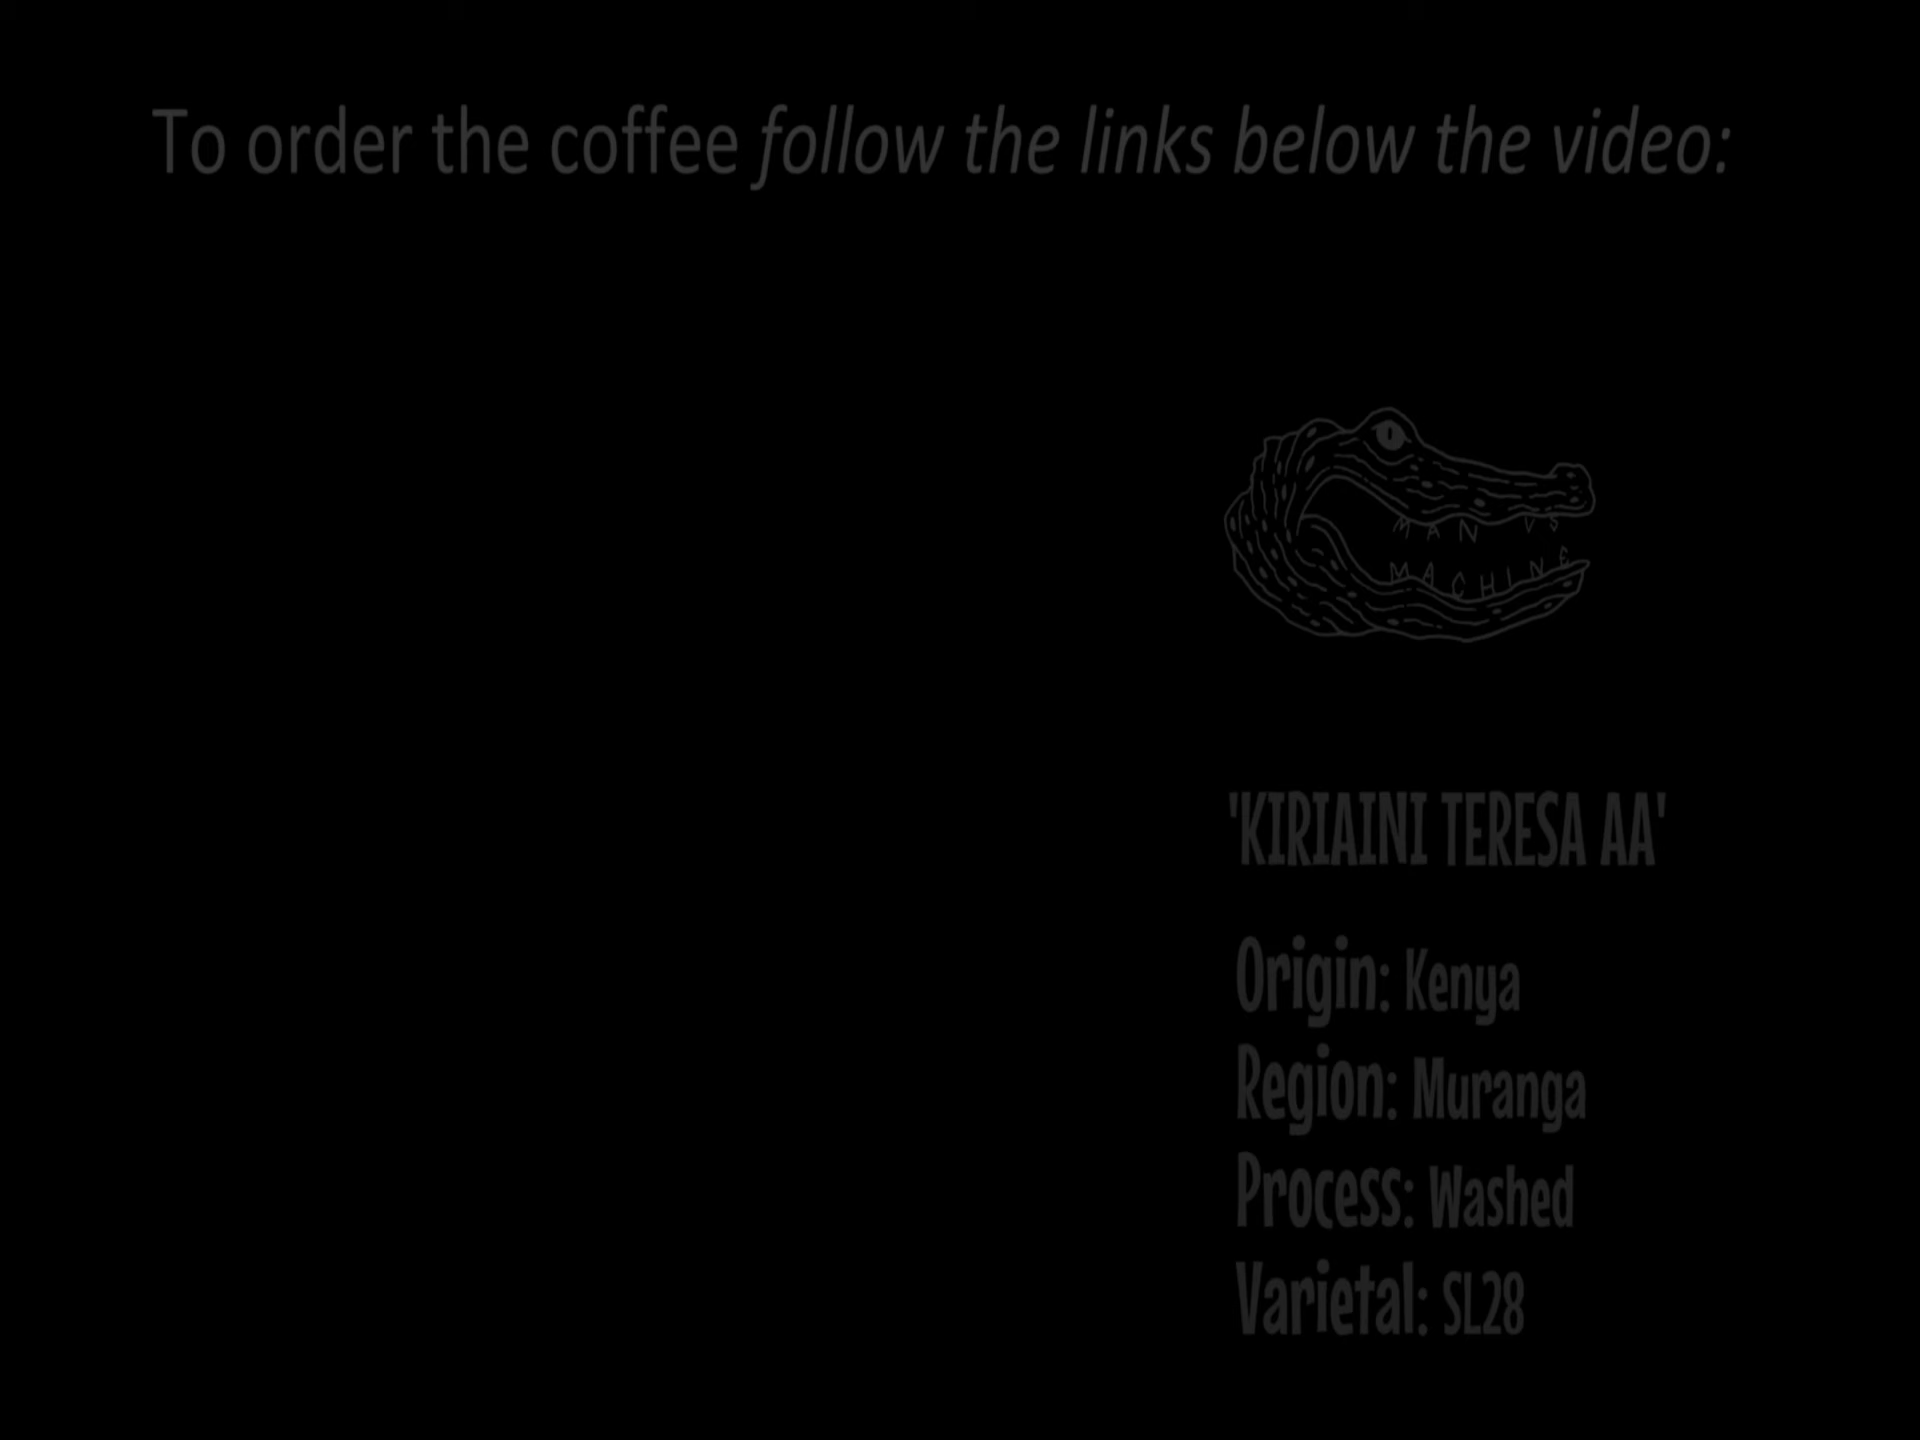 To order the coffee follow the links below the video:
MAN VS
MACHINE
'KIRIAINI TERESA AA'
Origin: Kenya
Region: Muranga
Process: Washed
Varietal: SL28